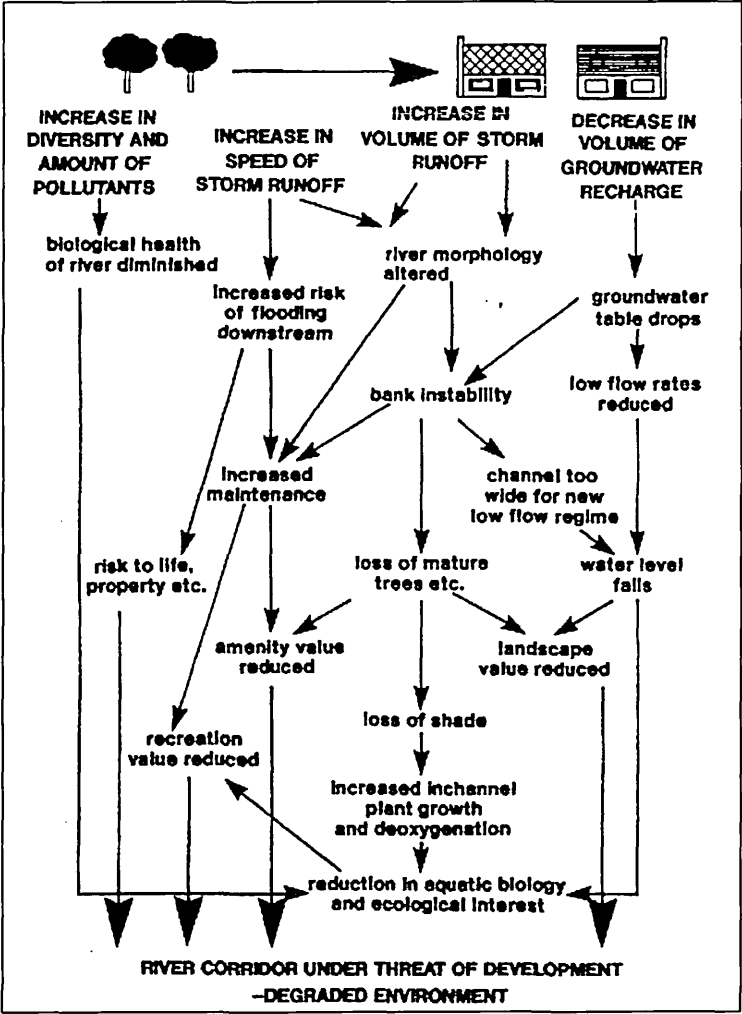 INCREASE IN
DIVERSITY AND
AMOUNT OF
POLLUTANTS
INCREASE IN
SPEED OF
STORM RUNOFF
INCREASE IN
VOLUME OF STORM
RUNOFF
DECREASE IN
VOLUME OF
GROUNDWATER
RECHARGE
biological health
of river diminished
increased risk
of flooding
downstream
river morphology
altered
groundwater
table drops
bank instability
low flow rates
reduced
increased
maintenance
channel too
wide for new
low flow regime
risk to life,
property etc.
loss of mature
trees etc.
water level
falls
amenity value
reduced
landscape
value reduced
loss of shade
recreation
value reduced
increased inchannel
plant growth
and deoxygenation
reduction in aquatic biology
and ecological interest
RIVER CORRIDOR UNDER THREAT OF DEVELOPMENT
–DEGRADED ENVIRONMENT